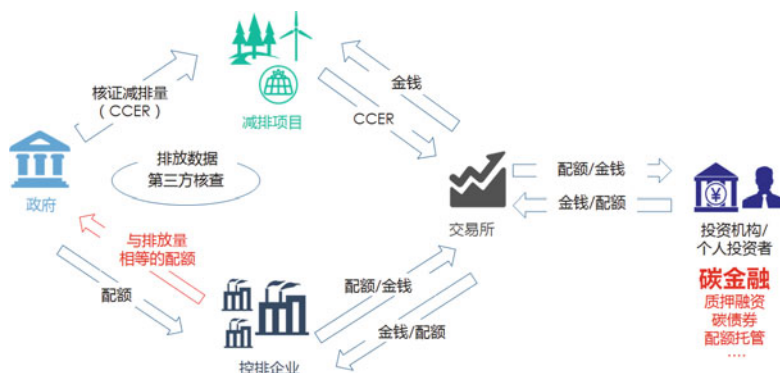 核证减排量
（CCER）
减排项目
金钱
CCER
排放数据
第三方核查
政府
与排放量
相等的配额
配额
控排企业
配额/金钱
金钱/配额
交易所
配额/金钱
金钱/配额
¥
投资机构/
个人投资者
碳金融
质押融资
碳债券
配额托管
....